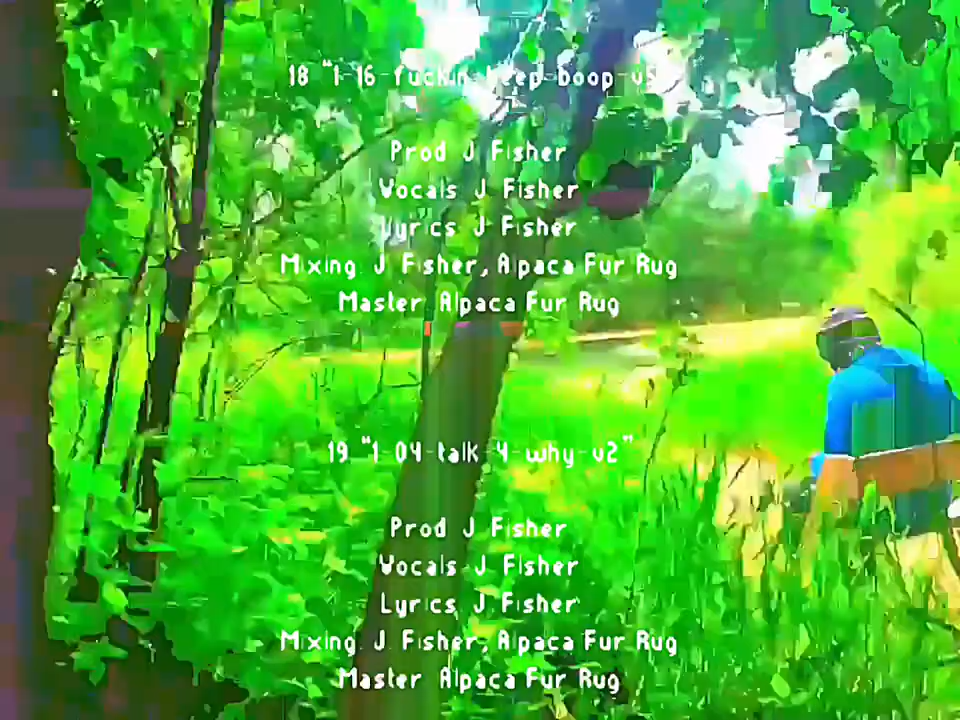 18 "1-16-fuckin-beep-boop-v5"
Prod J Fisher
Vocals J Fisher
Lyrics J Fisher
Mixing J Fisher, Alpaca Fur Rug
Master Alpaca Fur Rug
19 "1-04-talk-4-why-v2"
Prod J Fisher
Vocals J Fisher
Lyrics J Fisher
Mixing J Fisher, Alpaca Fur Rug
Master Alpaca Fur Rug